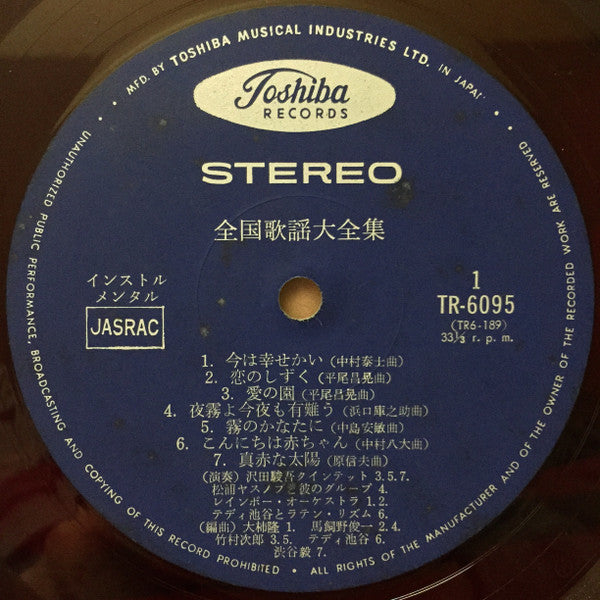 • MFD. BY TOSHIBA MUSICAL INDUSTRIES LTD. IN JAPAN
Toshiba
RECORDS
STEREO
全国歌謡大全集
インストル
メンタル
JASRAC
1
TR-6095
(TR6-189)
33⅓ r. p. m.
1. 今は幸せかい (中村泰士曲)
2. 恋のしずく (平尾昌晃曲)
3. 愛の園 (平尾昌晃曲)
4. 夜霧よ今夜も有難う (浜口庫之助曲)
5. 霧のかなたに (中島安敏曲)
6. こんにちは赤ちゃん (中村八大曲)
7. 真赤な太陽 (原信夫曲)
(演奏) 沢田駿吾クインテット 3.5.7.
松浦ヤスノブと彼のグループ 4.
レインボー・オーケストラ 1.2.
テディ池谷とラテン・リズム 6.
(編曲) 大柿隆 1. 馬飼野俊一 2.4.
竹村次郎 3.5. テディ池谷 6.
渋谷毅 7.
UNAUTHORIZED PUBLIC PERFORMANCE, BROADCASTING AND COPYING OF THIS RECORD PROHIBITED • ALL RIGHTS OF THE MANUFACTURER AND OF THE OWNER OF THE RECORDED WORK ARE RESERVED